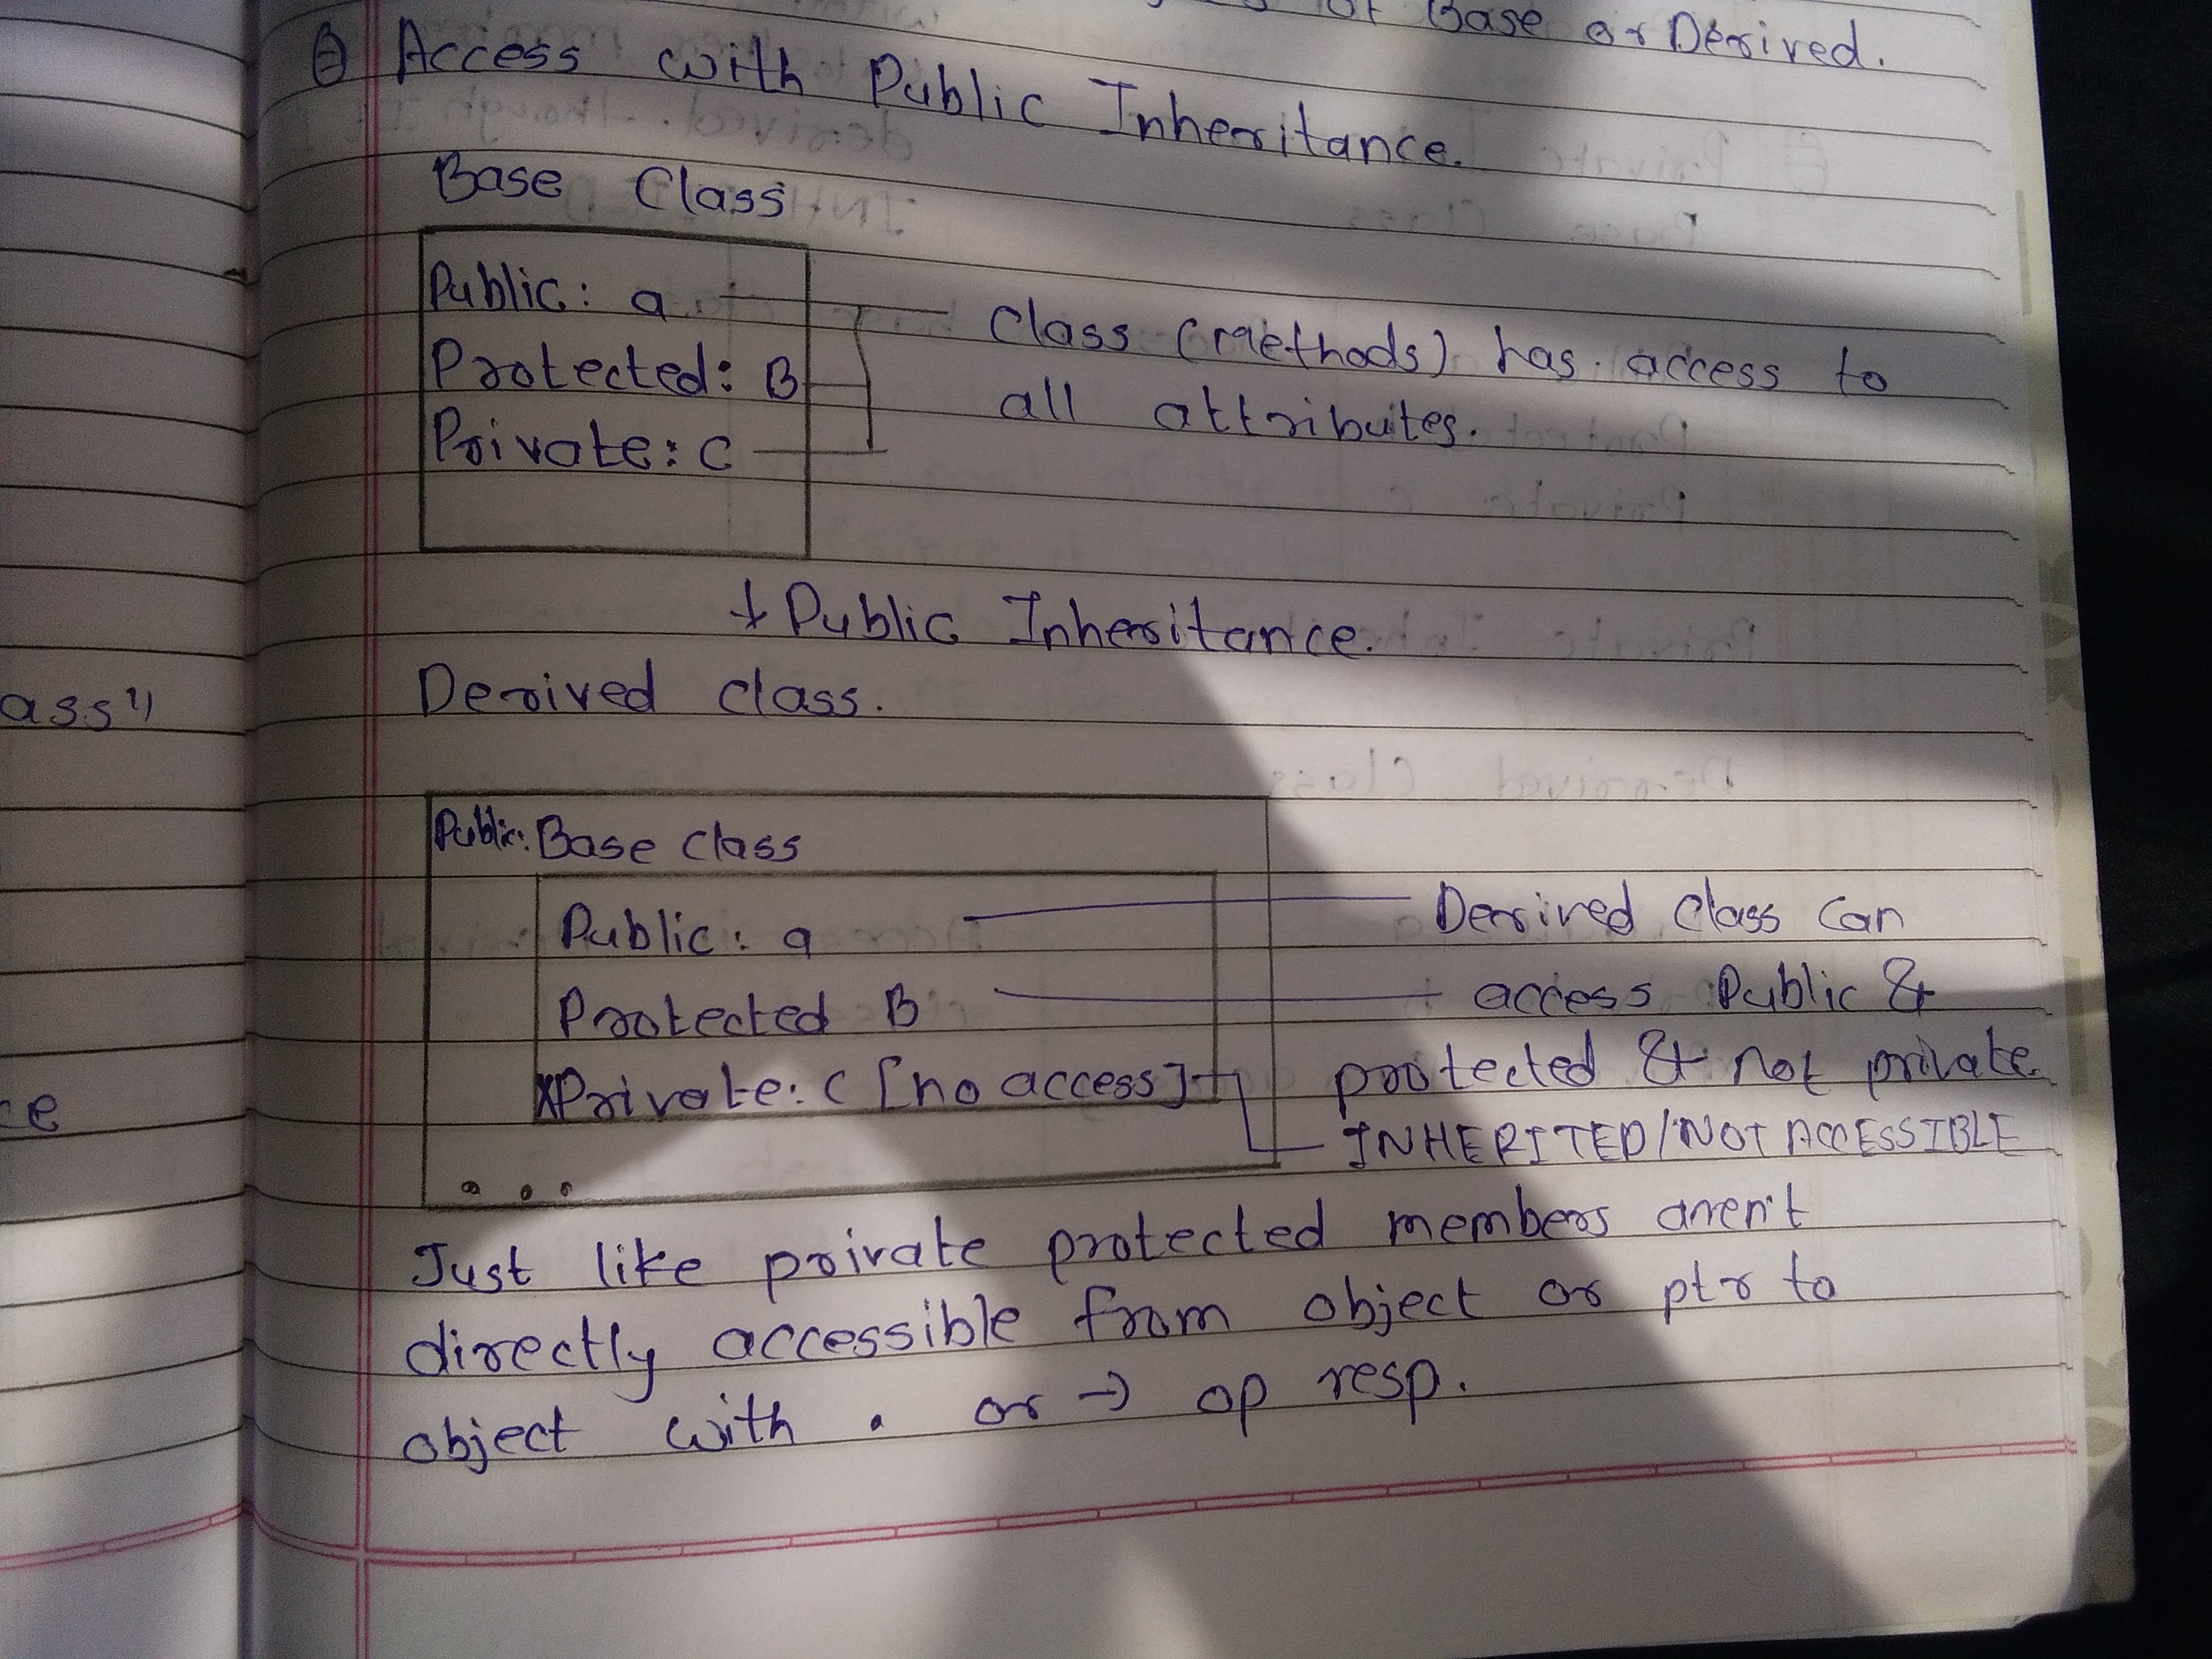 of Base or Derived.
Access with Public Inheritance.
Base Class
Public: a
Protected: B
Private: C
Class (Methods) has access to
all attributes.
↓ Public Inheritance.
Derived class.
Public: Base class
Public: a
Protected B
XPrivate: C [no access]
Derived Class Can
access Public &
protected & not private
INHERITED/NOT ACCESSIBLE
...
Just like private protected members aren't
directly accessible from object or ptr to
object with . or → op resp.
ass"
ce